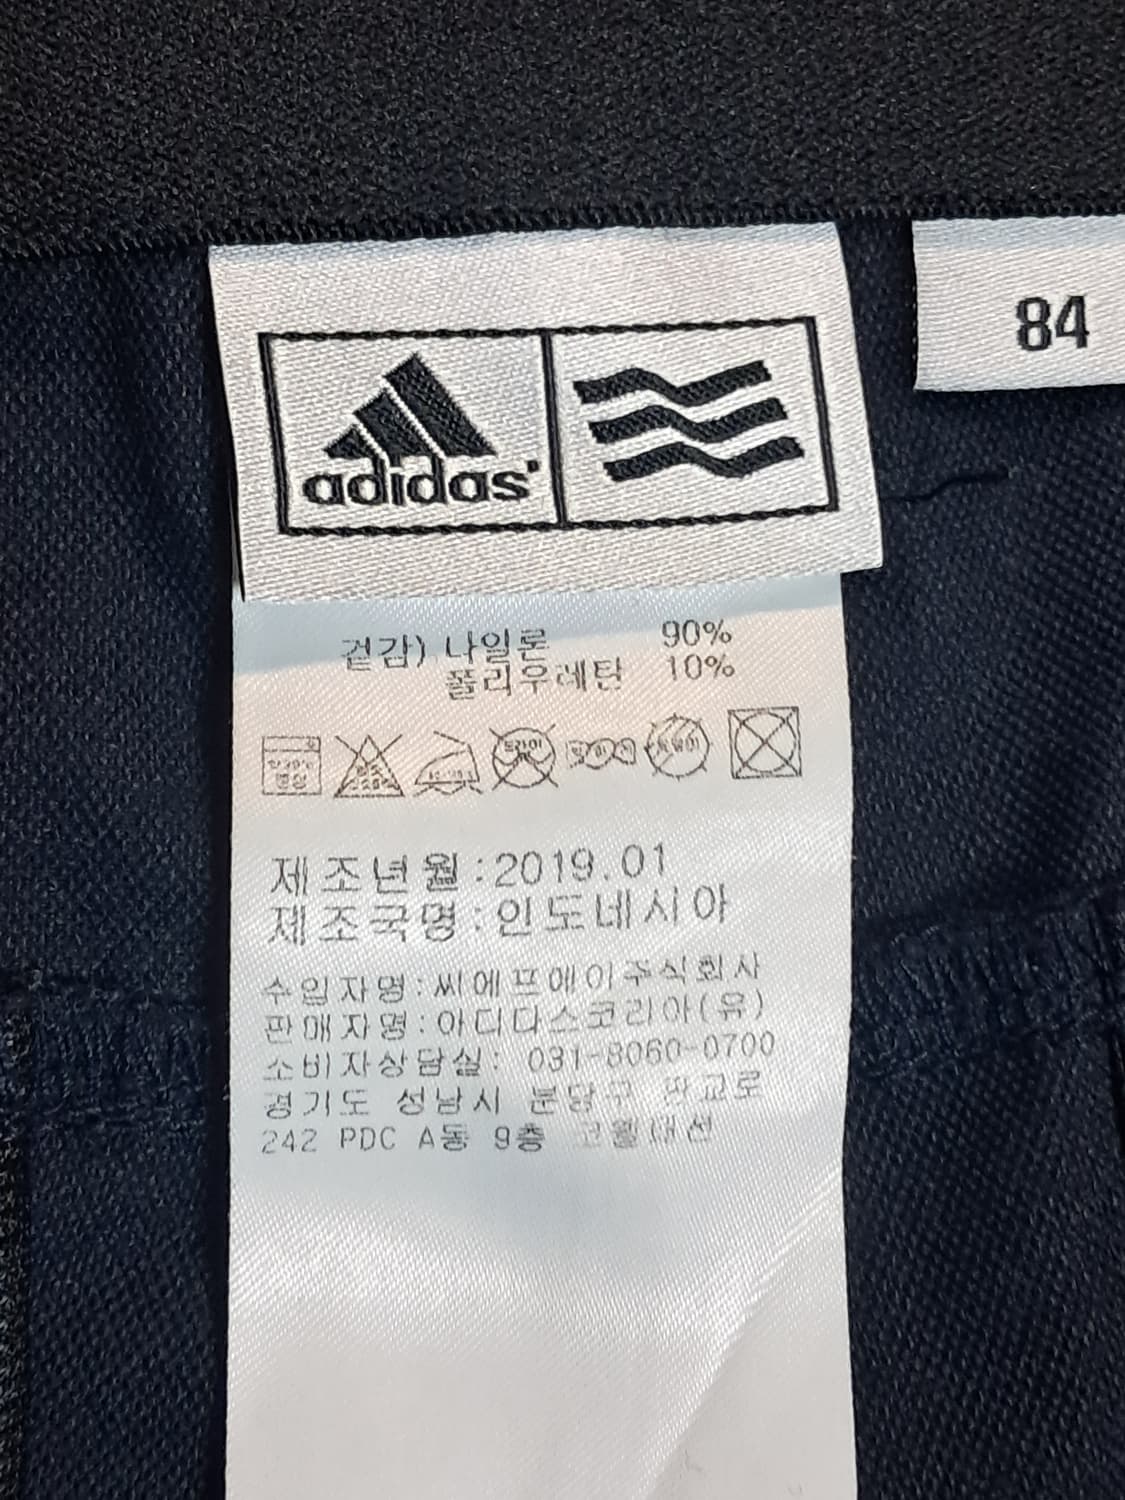 adidas
84
겉감) 나일론 90%
폴리우레탄 10%
제조년월:2019.01
제조국명:인도네시아
수입자명:씨에프에이주식회사
판매자명:아디다스코리아(유)
소비자상담실: 031-8060-0700
경기도 성남시 분당구 판교로
242 PDC A동 9층